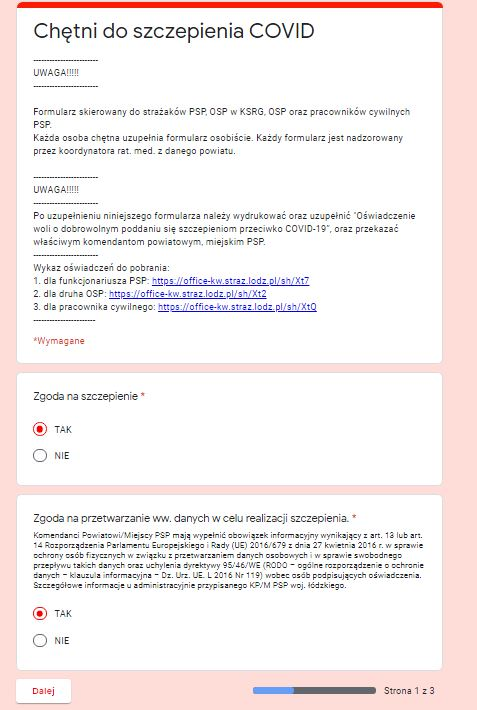 Chętni do szczepienia COVID
------------------------
UWAGA!!!!!
------------------------
Formularz skierowany do strażaków PSP, OSP w KSRG, OSP oraz pracowników cywilnych
PSP.
Każda osoba chętna uzupełnia formularz osobiście. Każdy formularz jest nadzorowany
przez koordynatora rat. med. z danego powiatu.
------------------------
UWAGA!!!!!
------------------------
Po uzupełnieniu niniejszego formularza należy wydrukować oraz uzupełnić "Oświadczenie
woli o dobrowolnym poddaniu się szczepieniom przeciwko COVID-19", oraz przekazać
właściwym komendantom powiatowym, miejskim PSP.
------------------------
Wykaz oświadczeń do pobrania:
1. dla funkcjonariusza PSP: https://office-kw.straz.lodz.pl/sh/Xt7
2. dla druha OSP: https://office-kw.straz.lodz.pl/sh/Xt2
3. dla pracownika cywilnego: https://office-kw.straz.lodz.pl/sh/XtQ
-----------------------
*Wymagane
Zgoda na szczepienie *
TAK
NIE
Zgoda na przetwarzanie ww. danych w celu realizacji szczepienia. *
Komendanci Powiatowi/Miejscy PSP mają wypełnić obowiązek informacyjny wynikający z art. 13 lub art.
14 Rozporządzenia Parlamentu Europejskiego i Rady (UE) 2016/679 z dnia 27 kwietnia 2016 r. w sprawie
ochrony osób fizycznych w związku z przetwarzaniem danych osobowych i w sprawie swobodnego
przepływu takich danych oraz uchylenia dyrektywy 95/46/WE (RODO – ogólne rozporządzenie o ochronie
danych – klauzula informacyjna – Dz. Urz. UE. L 2016 Nr 119) wobec osób podpisujących oświadczenia.
Szczegółowe informacje u administracyjnie przypisanego KP/M PSP woj. łódzkiego.
TAK
NIE
Dalej
Strona 1 z 3